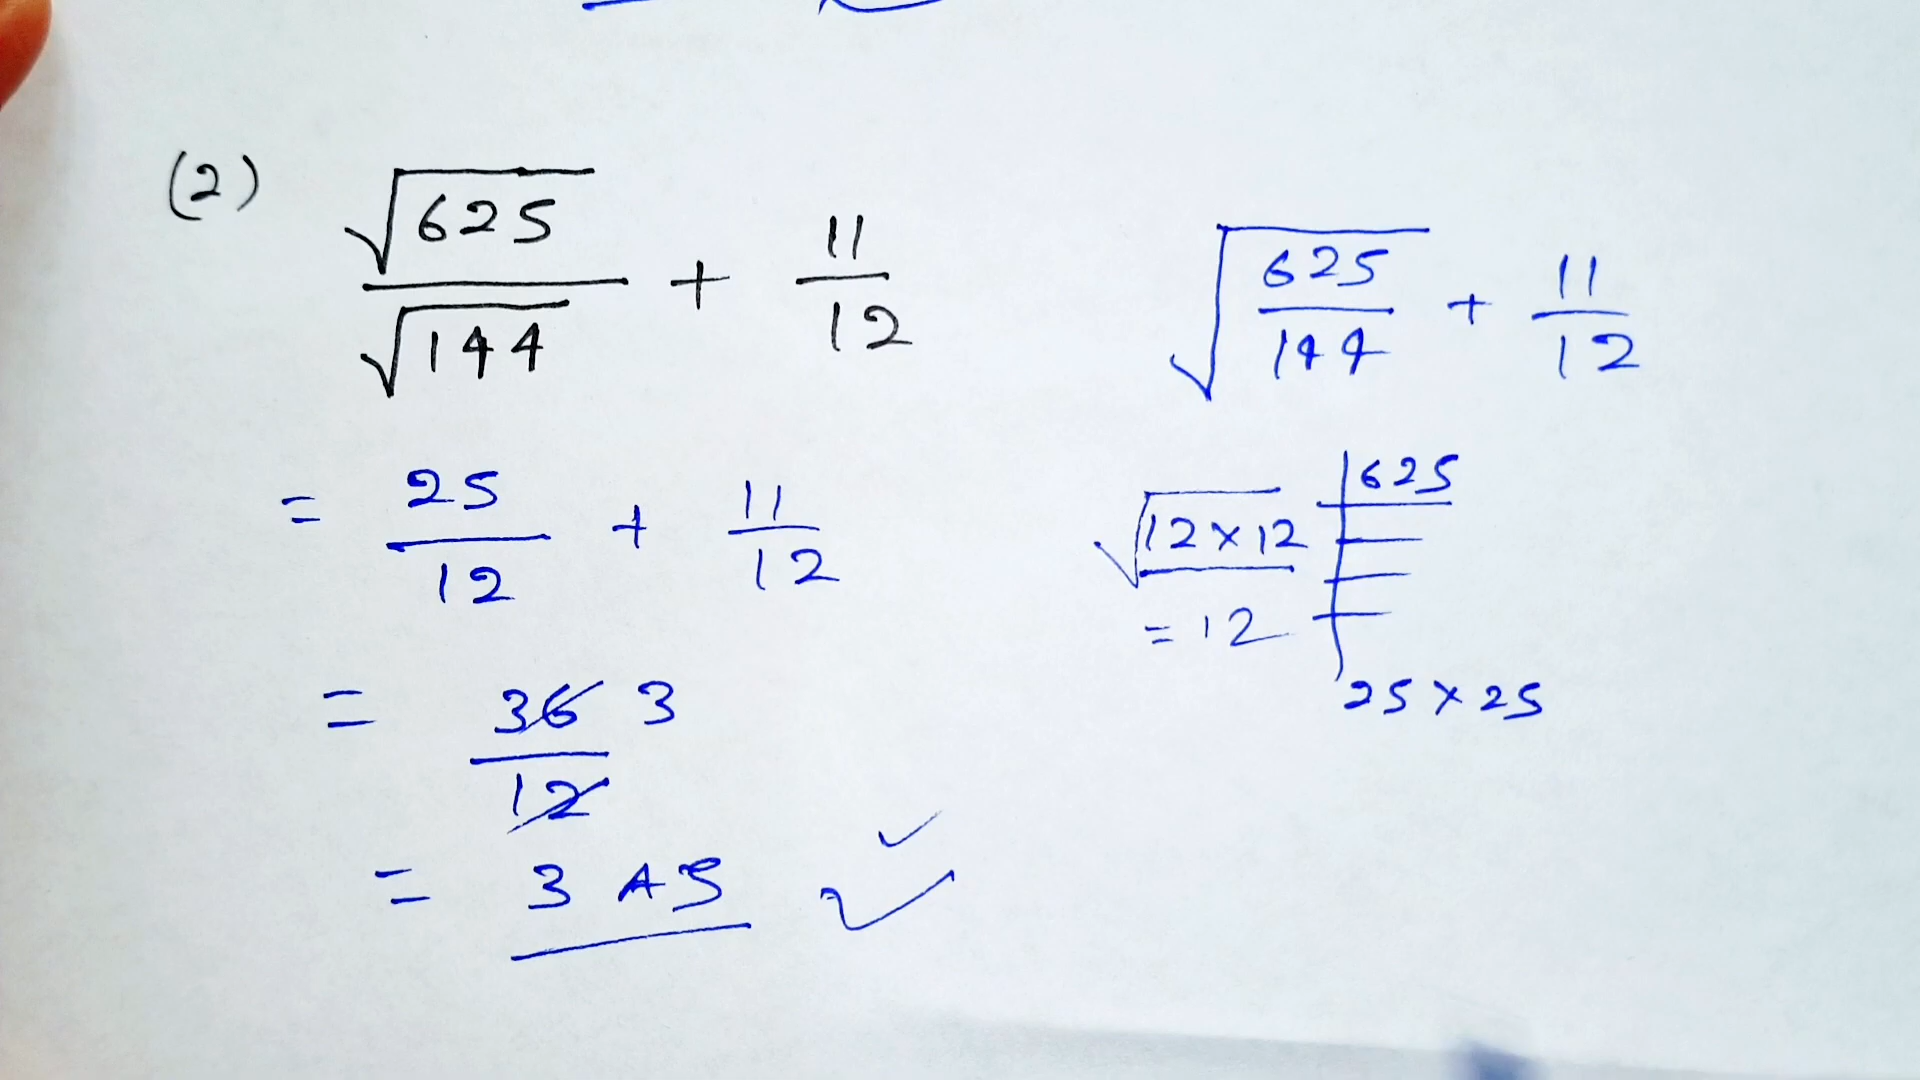 (2) √625 / √144 + 11/12
= 25/12 + 11/12
= 36/12 3
= 3 AS
√(625/144) + 11/12
√12×12
= 12
625
25 × 25